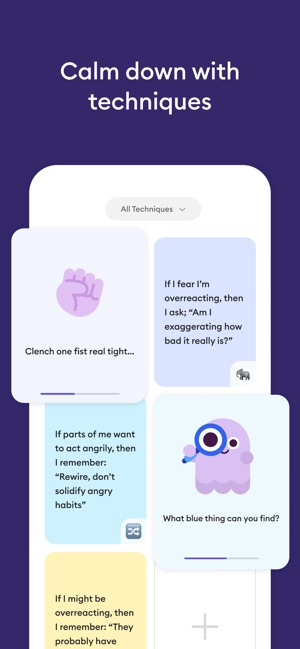 Calm down with
techniques
All Techniques
Clench one fist real tight...
If I fear I'm
overreacting, then
I ask; "Am I
exaggerating how
bad it really is?"
If parts of me want
to act angrily, then
I remember:
"Rewire, don't
solidify angry
habits"
What blue thing can you find?
If I might be
overreacting, then
I remember: "They
probably have